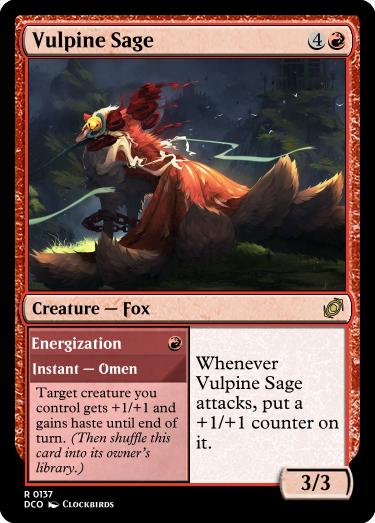 Vulpine Sage 4
Creature — Fox
Energization
Instant — Omen
Target creature you
control gets +1/+1 and
gains haste until end of
turn. (Then shuffle this
card into its owner's
library.)
Whenever
Vulpine Sage
attacks, put a
+1/+1 counter on
it.
3/3
R 0137
DCO Clockbirds